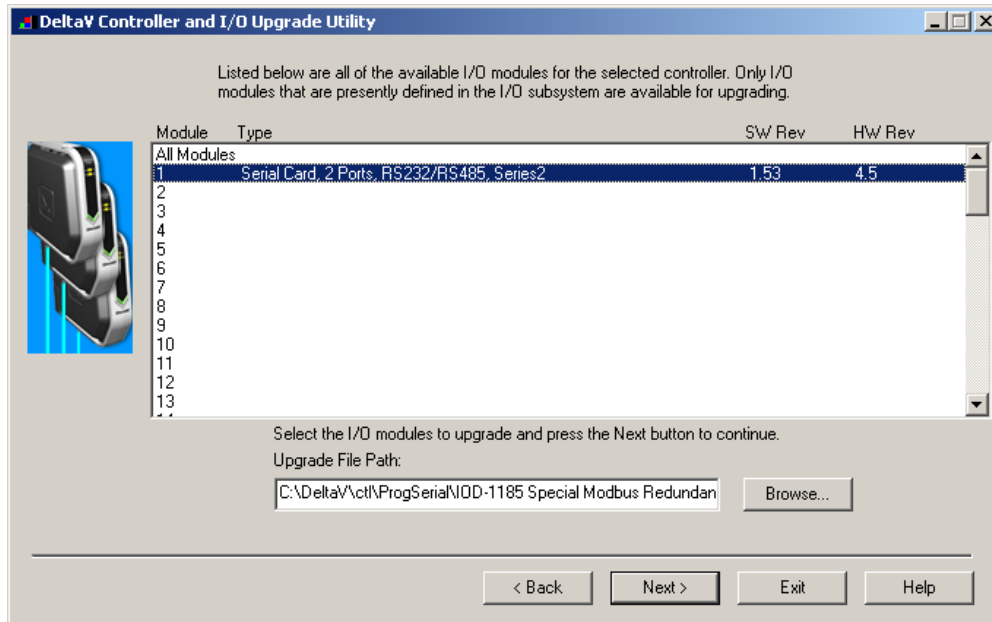 DeltaV Controller and I/O Upgrade Utility
Listed below are all of the available I/O modules for the selected controller. Only I/O
modules that are presently defined in the I/O subsystem are available for upgrading.
Module Type SW Rev HW Rev
All Modules
1 Serial Card, 2 Ports, RS232/RS485, Series2 1.53 4.5
2
3
4
5
6
7
8
9
10
11
12
13
Select the I/O modules to upgrade and press the Next button to continue.
Upgrade File Path:
C:\DeltaV\ctl\ProgSerial\IOD-1185 Special Modbus Redundan
Browse...
< Back Next > Exit Help